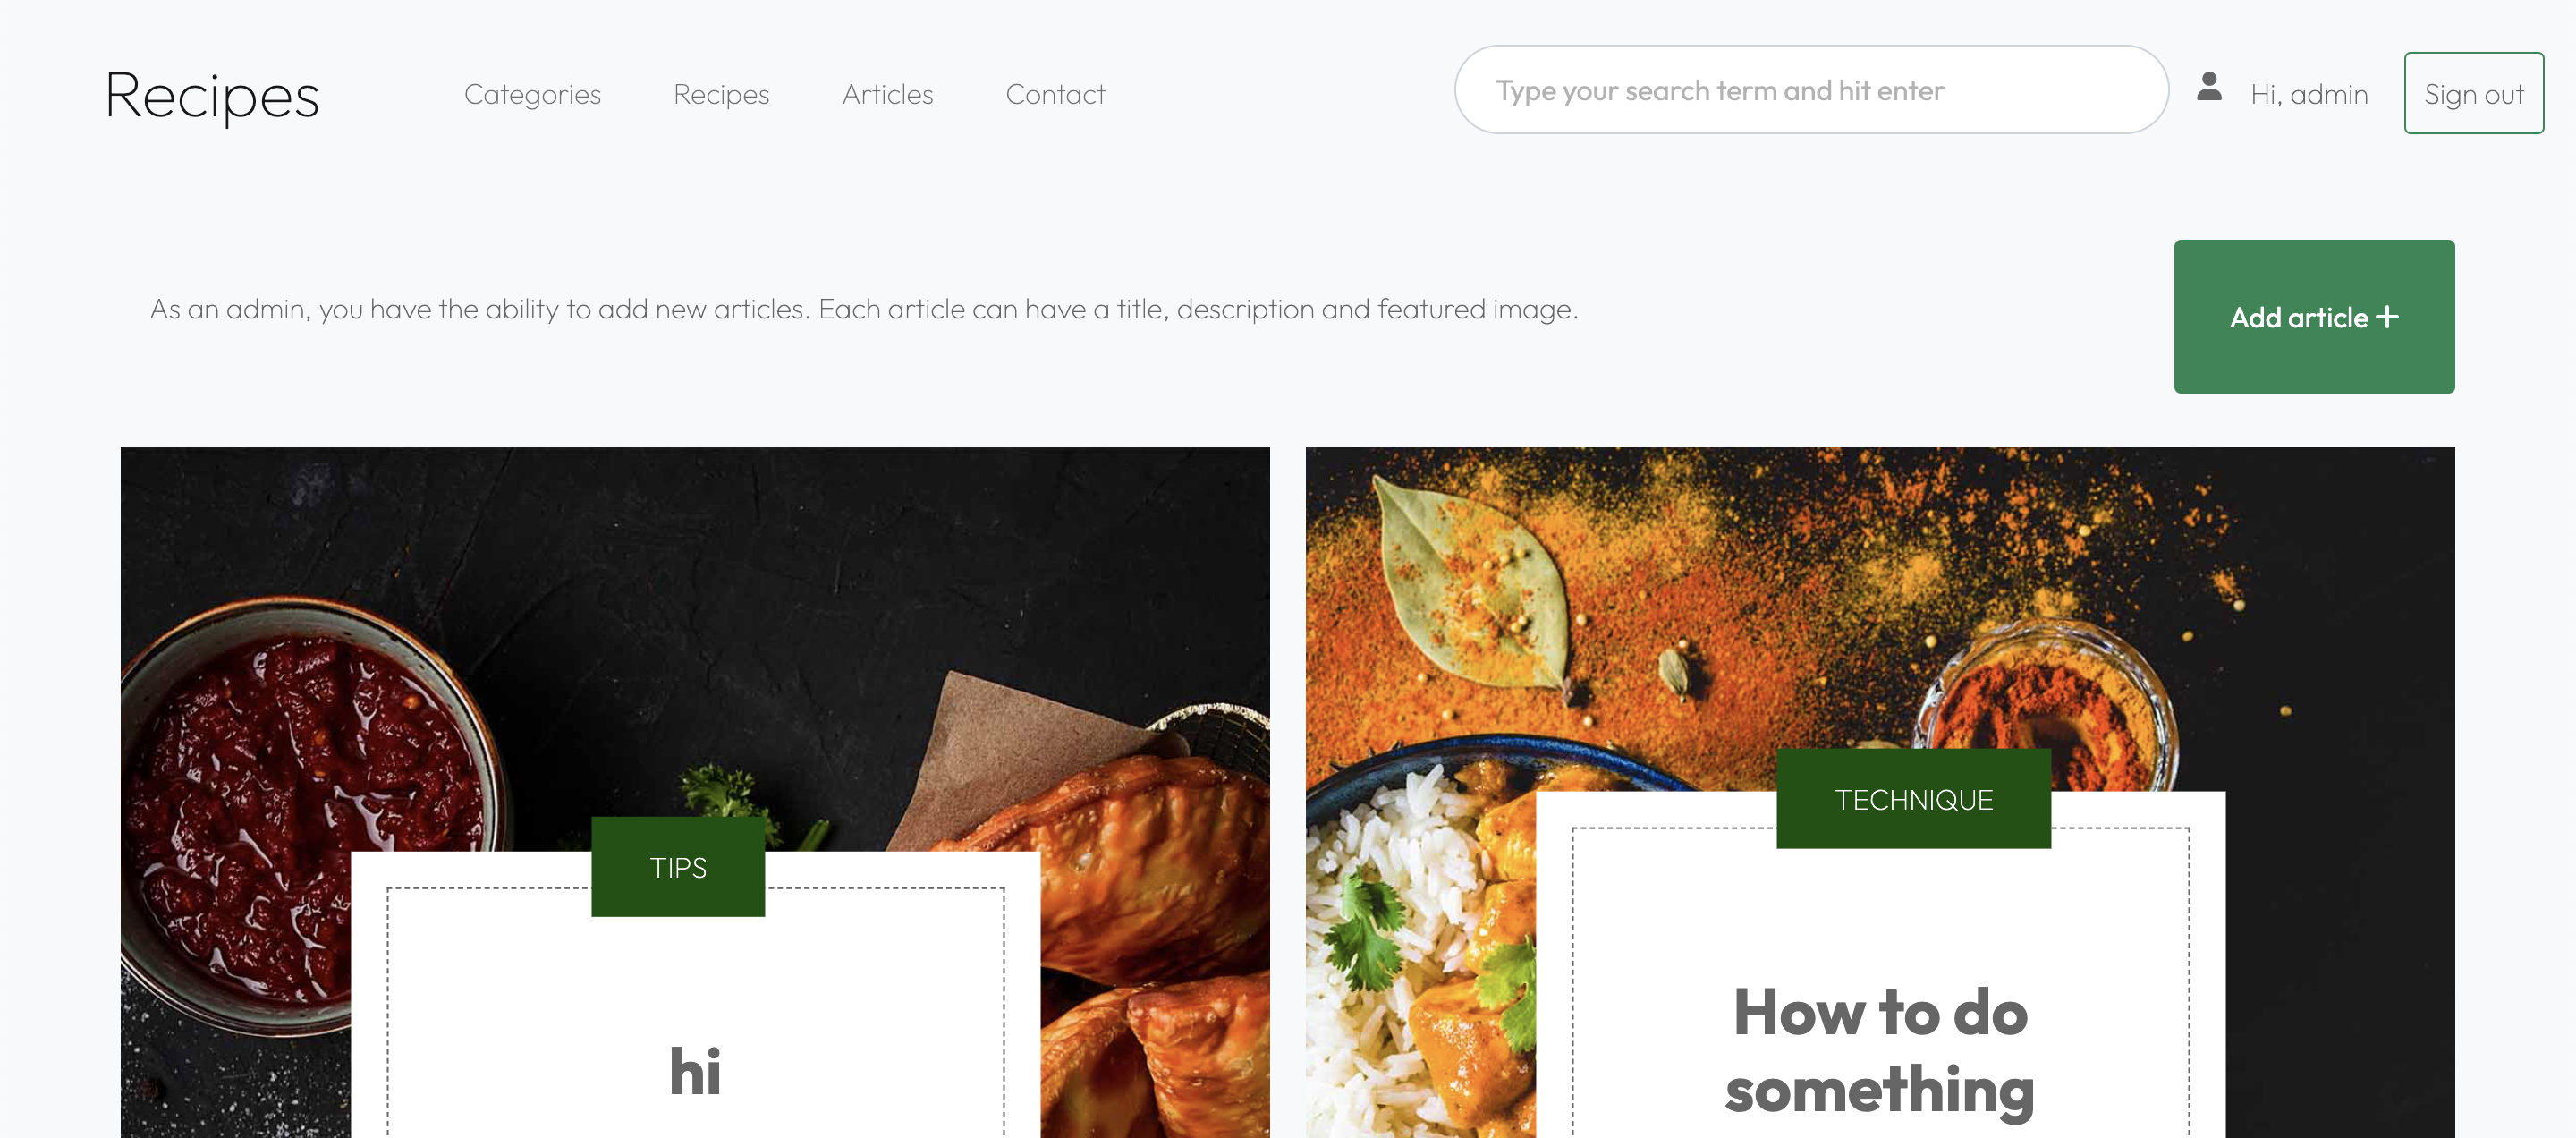 Recipes
Categories
Recipes
Articles
Contact
Type your search term and hit enter
Hi, admin
Sign out
As an admin, you have the ability to add new articles. Each article can have a title, description and featured image.
Add article +
TIPS
hi
TECHNIQUE
How to do
something